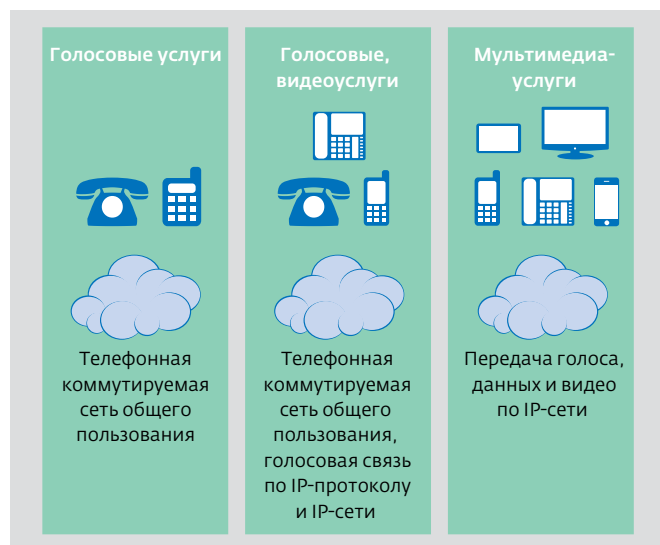 Голосовые услуги
Голосовые,
видеоуслуги
Мультимедиа-
услуги
Телефонная
коммутируемая
сеть общего
пользования
Телефонная
коммутируемая
сеть общего
пользования,
голосовая связь
по IP-протоколу
и IP-сети
Передача голоса,
данных и видео
по IP-сети